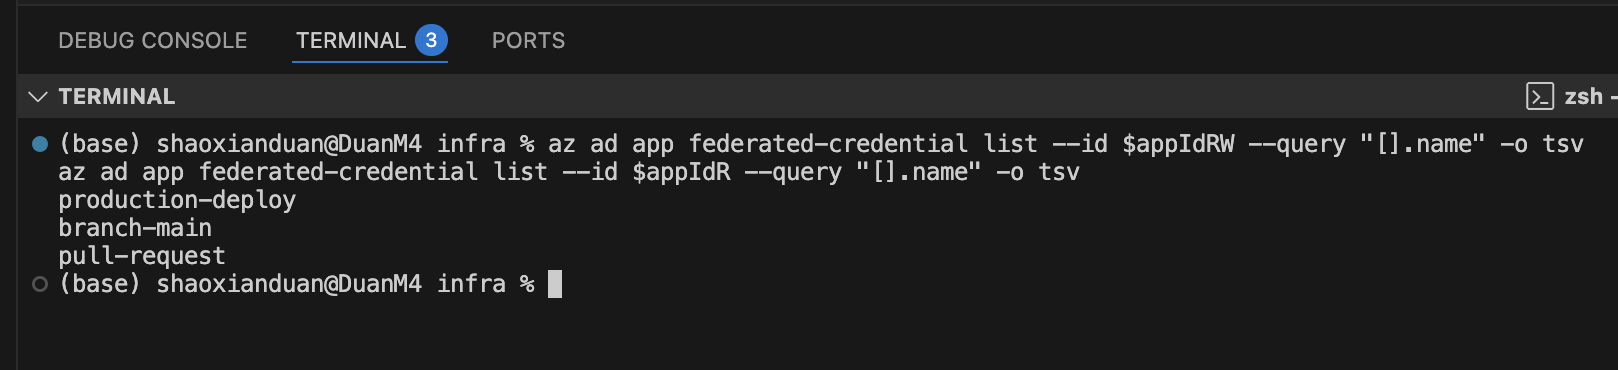 DEBUG CONSOLE TERMINAL 3 PORTS
TERMINAL zsh -
(base) shaoxianduan@DuanM4 infra % az ad app federated-credential list --id $appIdRW --query "[].name" -o tsv
az ad app federated-credential list --id $appIdR --query "[].name" -o tsv
production-deploy
branch-main
pull-request
(base) shaoxianduan@DuanM4 infra %